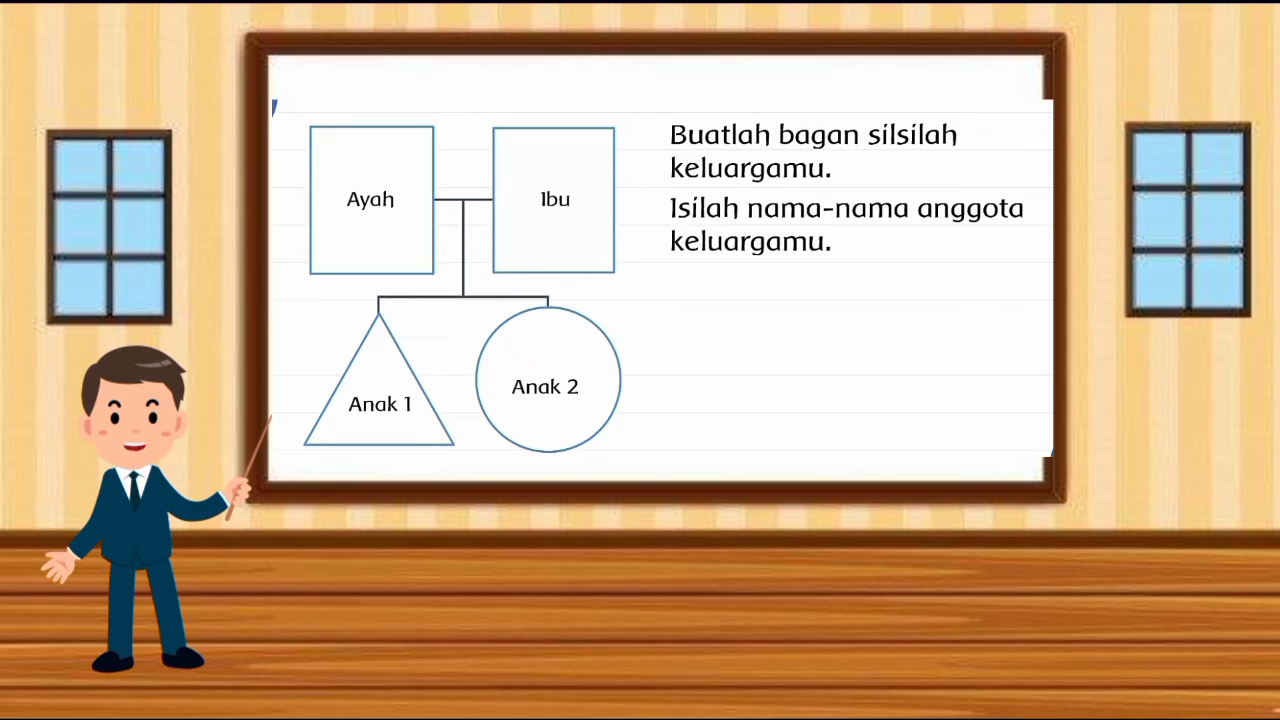 Ayah
Ibu
Anak 1
Anak 2
Buatlah bagan silsilah
keluargamu.
Isilah nama-nama anggota
keluargamu.